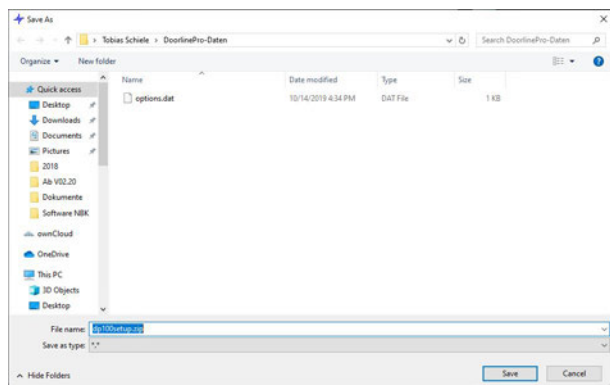 Save As
Tobias Schiele › DoorlinePro-Daten
Search DoorlinePro-Daten
Organize
New folder
Name
Date modified
Type
Size
Quick access
Desktop
Downloads
Documents
Pictures
2018
Ab V02.20
Dokumente
Software NBK
ownCloud
OneDrive
This PC
3D Objects
Desktop
options.dat
10/14/2019 4:34 PM
DAT File
1 KB
File name: dp100setup.zip
Save as type: *.*
Hide Folders
Save
Cancel